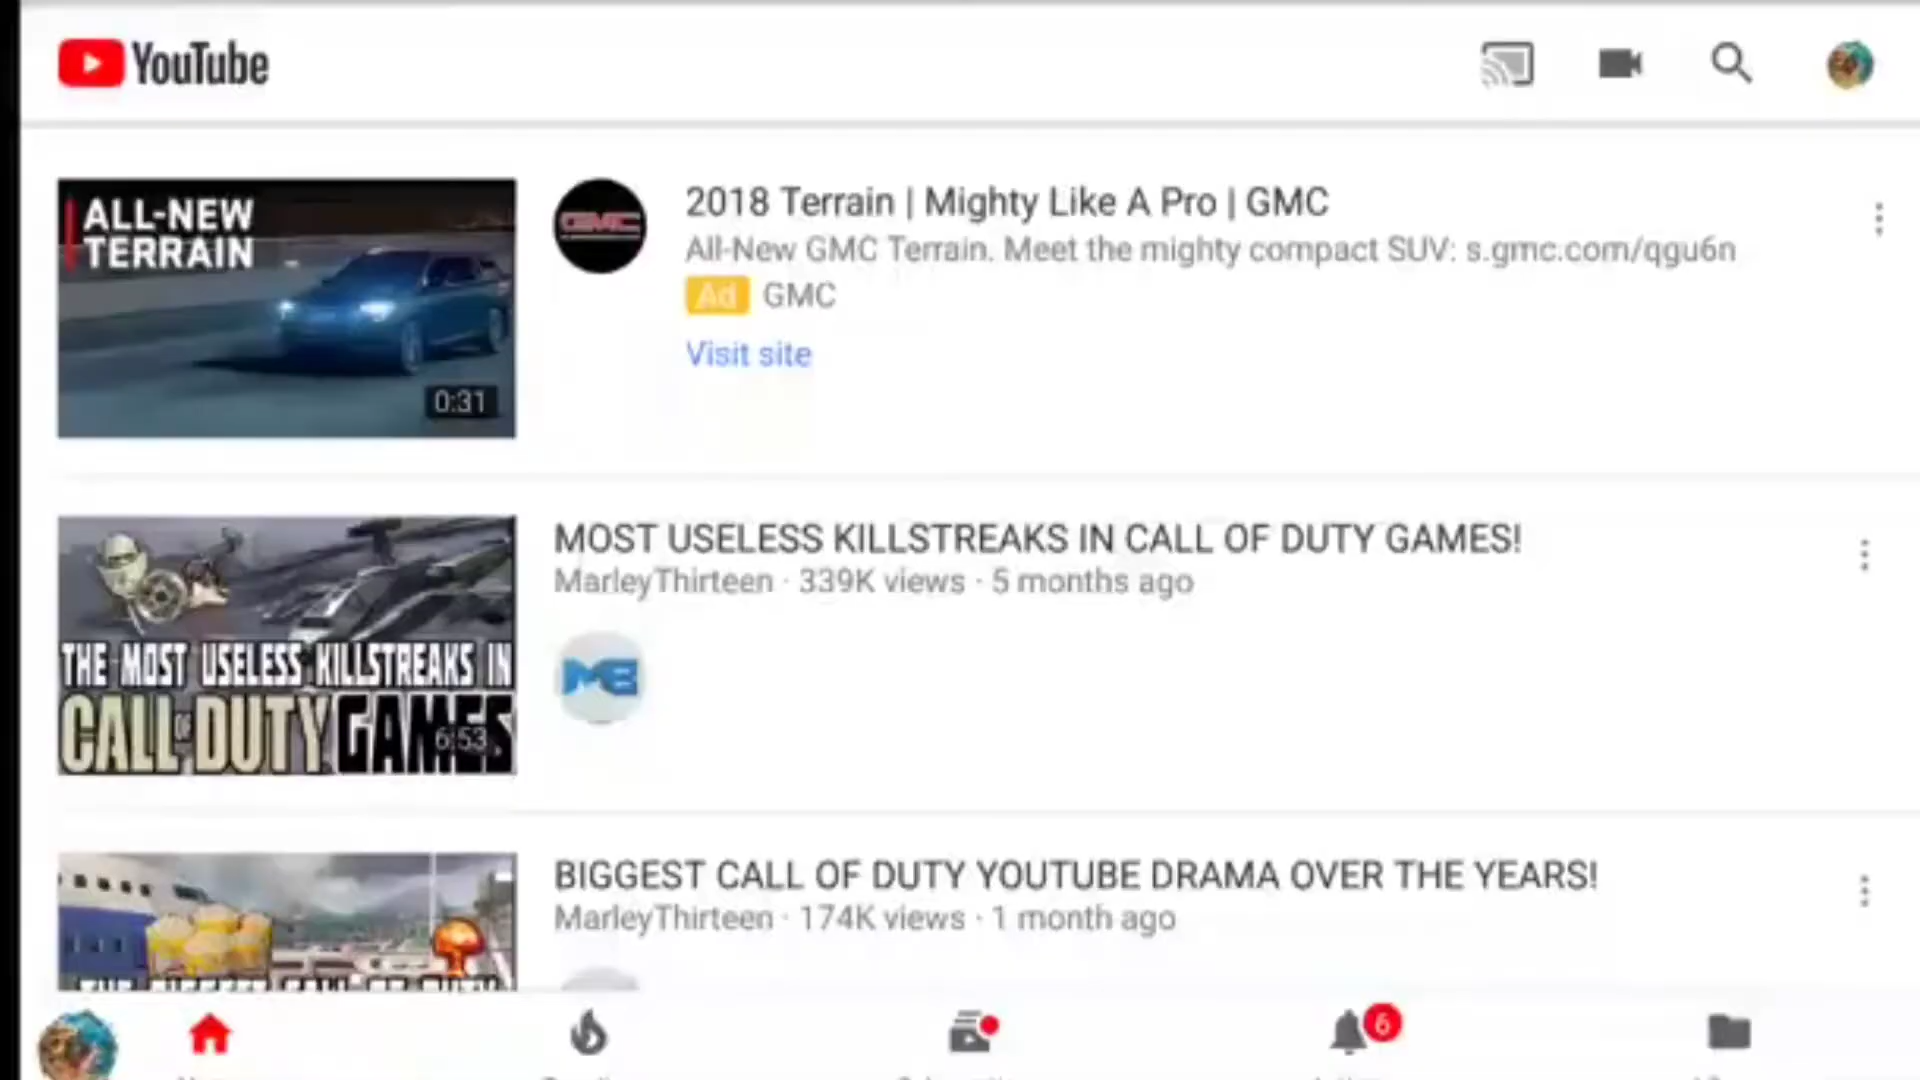 YouTube
ALL-NEW
TERRAIN
0:31
GMC
2018 Terrain | Mighty Like A Pro | GMC
All-New GMC Terrain. Meet the mighty compact SUV: s.gmc.com/qgu6n
Ad GMC
Visit site
THE MOST USELESS KILLSTREAKS IN
CALL OF DUTY GAMES
6:53
MOST USELESS KILLSTREAKS IN CALL OF DUTY GAMES!
MarleyThirteen · 339K views · 5 months ago
BIGGEST CALL OF DUTY YOUTUBE DRAMA OVER THE YEARS!
MarleyThirteen · 174K views · 1 month ago
6